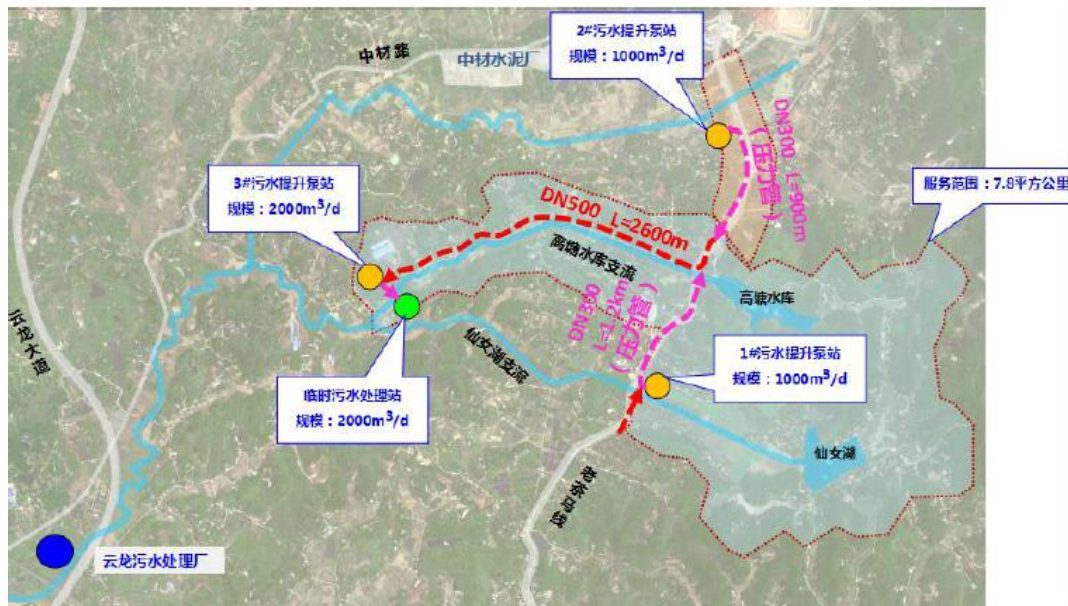 2#污水提升泵站
规模：1000m³/d
中材路
中材水泥厂
DN300 L=900m
（压力管）
服务范围：7.8平方公里
3#污水提升泵站
规模：2000m³/d
DN500 L=2600m
高塘水库支流
高塘水库
DN300
L=1.2km
（压力管）
云龙大道
仙女湖支流
1#污水提升泵站
规模：1000m³/d
临时污水处理站
规模：2000m³/d
仙女湖
云龙污水处理厂